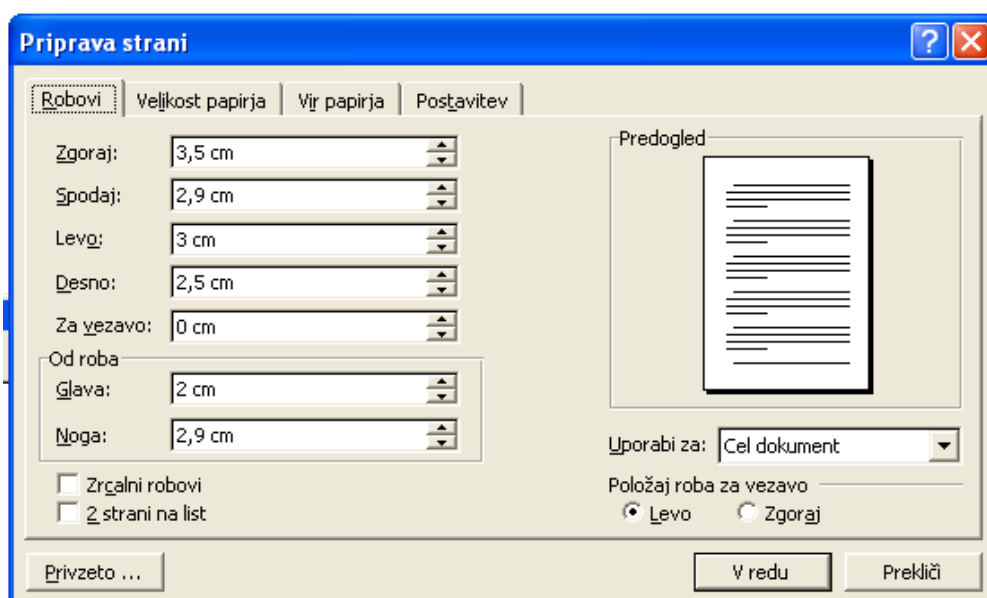 Priprava strani
Robovi Velikost papirja Vir papirja Postavitev
Zgoraj: 3,5 cm
Spodaj: 2,9 cm
Levo: 3 cm
Desno: 2,5 cm
Za vezavo: 0 cm
Od roba
Glava: 2 cm
Noga: 2,9 cm
Zrcalni robovi
2 strani na list
Predogled
Uporabi za: Cel dokument
Položaj roba za vezavo
Levo Zgoraj
Privzeto ... V redu Prekliči